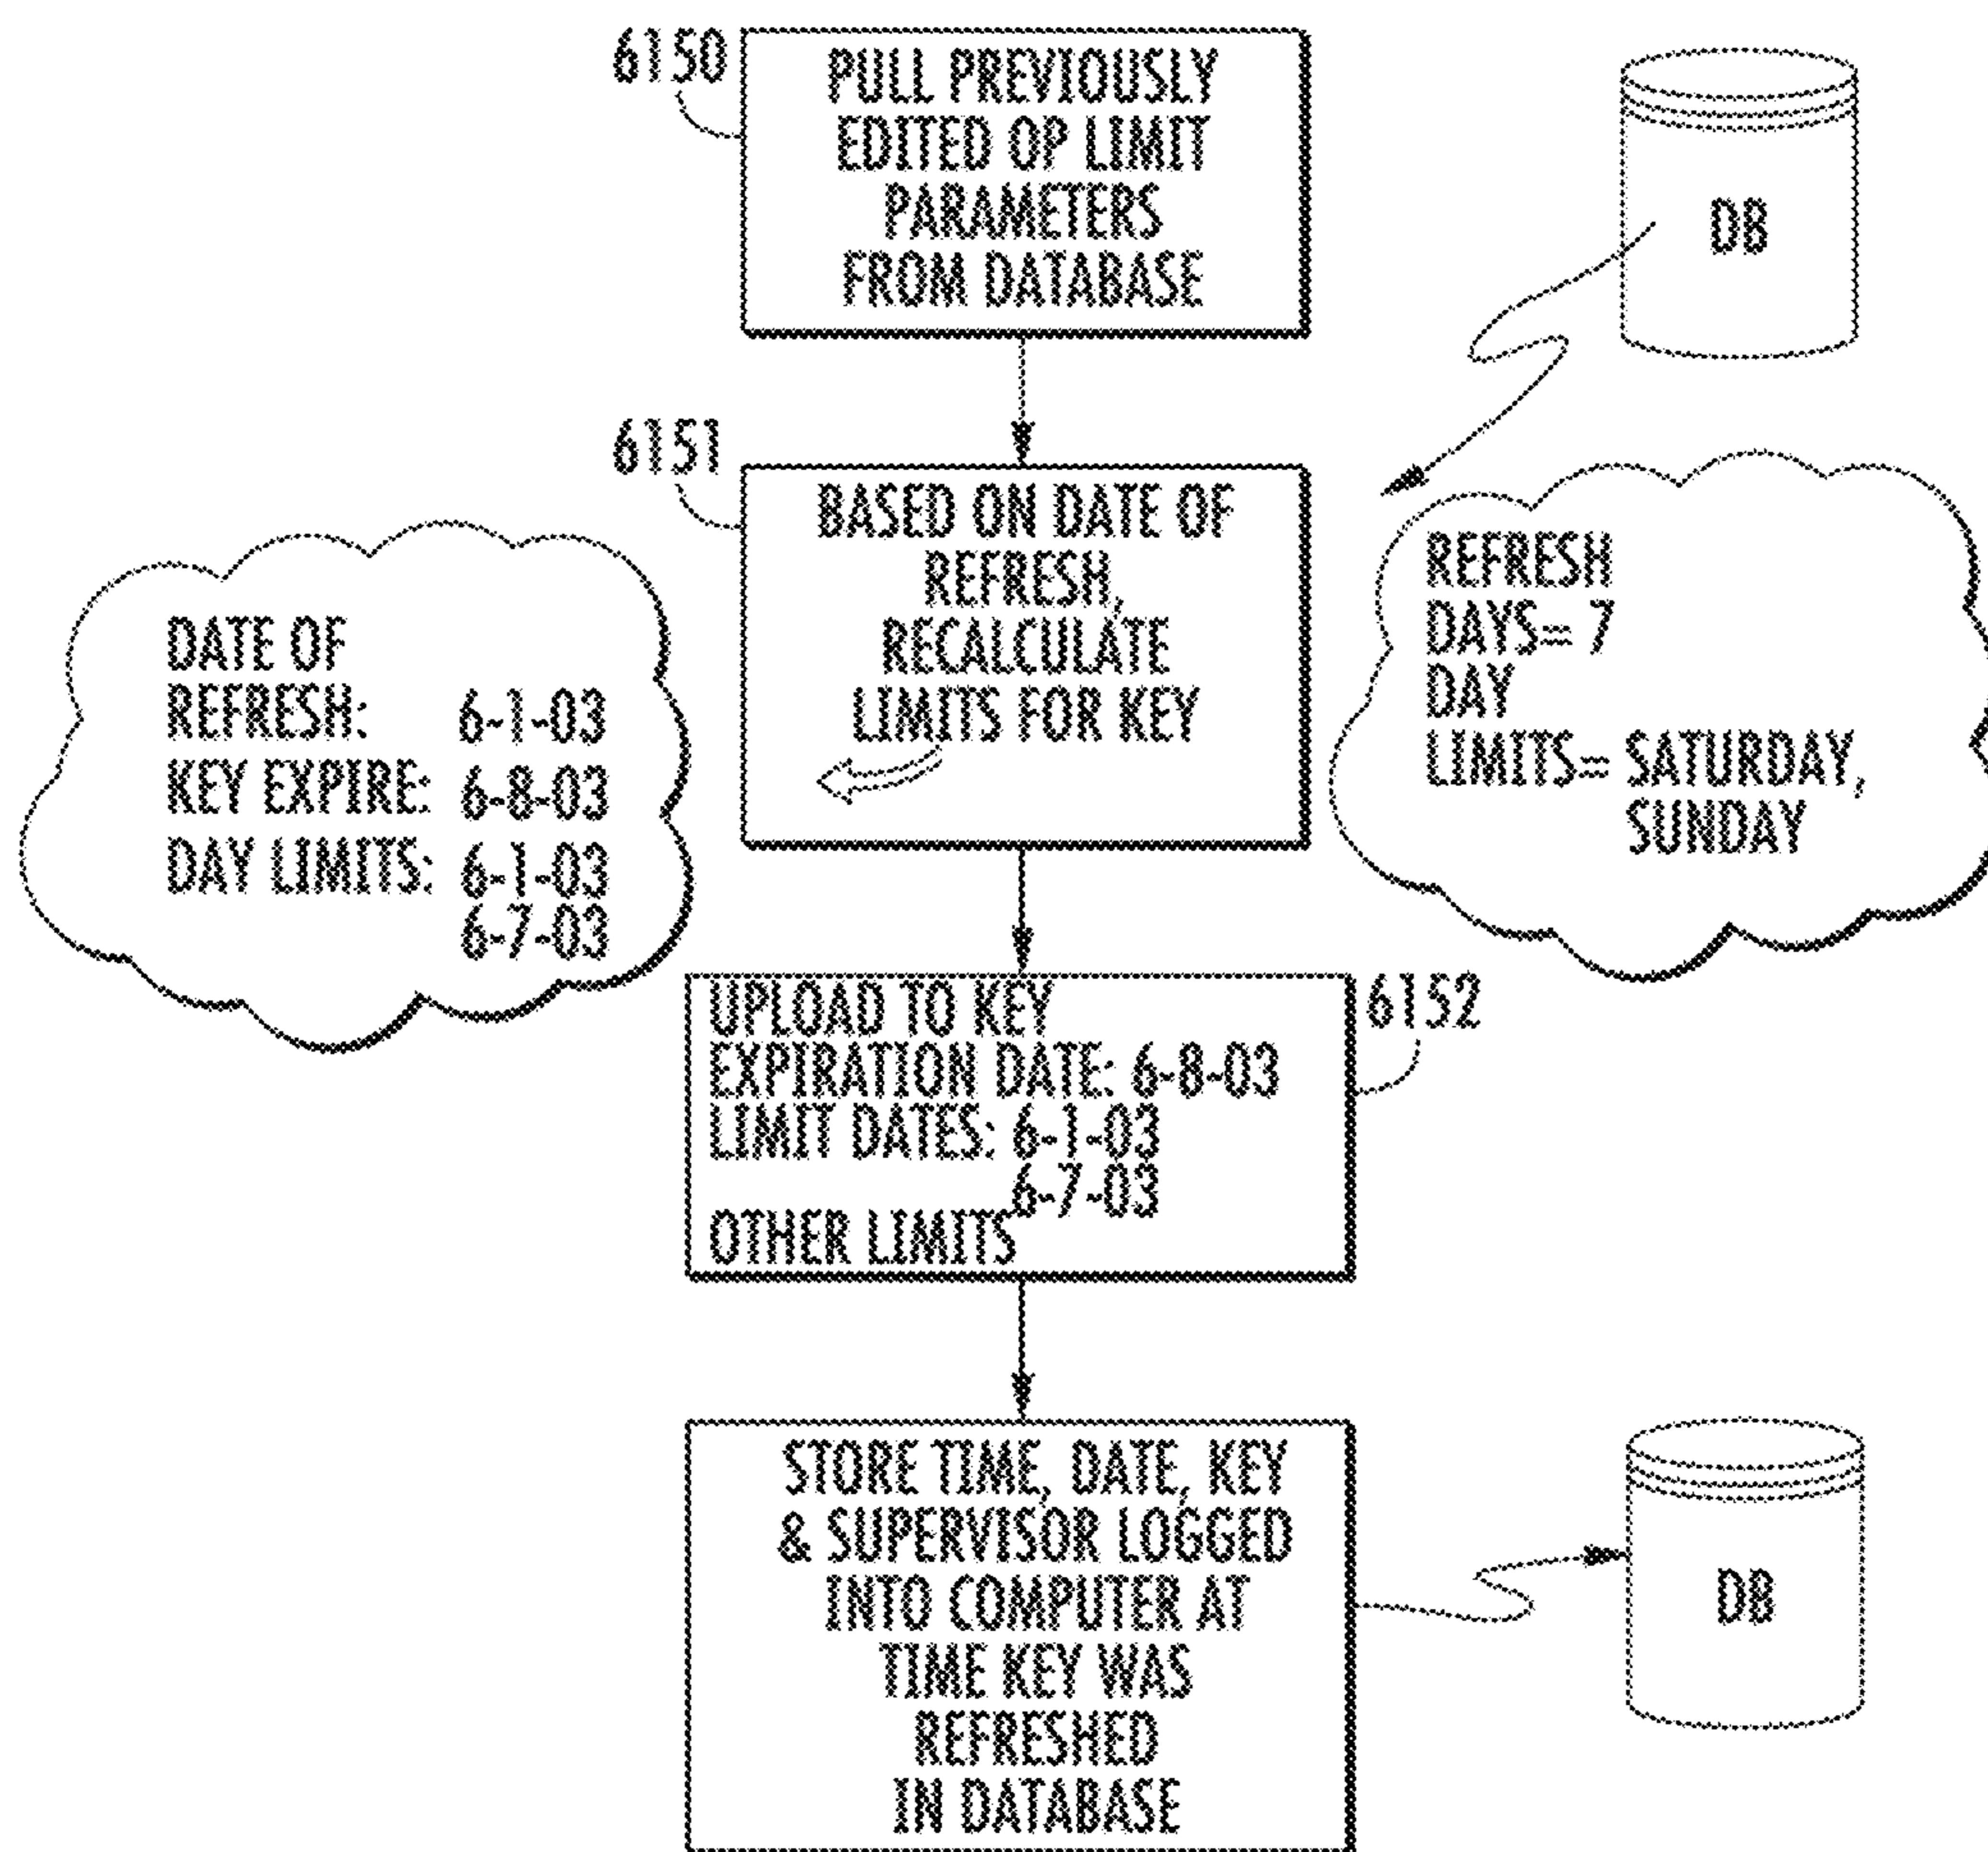 6150
PULL PREVIOUSLY
EDITED OP LIMIT
PARAMETERS
FROM DATABASE
DB
6151
BASED ON DATE OF
REFRESH,
RECALCULATE
LIMITS FOR KEY
DATE OF
REFRESH: 6-1-03
KEY EXPIRE: 6-8-03
DAY LIMITS: 6-1-03
6-7-03
REFRESH
DAYS= 7
DAY
LIMITS= SATURDAY,
SUNDAY
UPLOAD TO KEY
EXPIRATION DATE: 6-8-03
LIMIT DATES: 6-1-03
6-7-03
OTHER LIMITS
6152
STORE TIME, DATE, KEY
& SUPERVISOR LOGGED
INTO COMPUTER AT
TIME KEY WAS
REFRESHED
IN DATABASE
DB